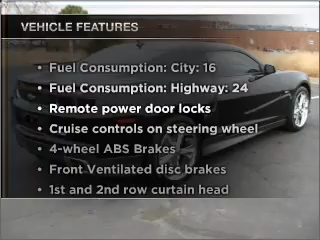 VEHICLE FEATURES
• Fuel Consumption: City: 16
• Fuel Consumption: Highway: 24
• Remote power door locks
• Cruise controls on steering wheel
• 4-wheel ABS Brakes
• Front Ventilated disc brakes
• 1st and 2nd row curtain head